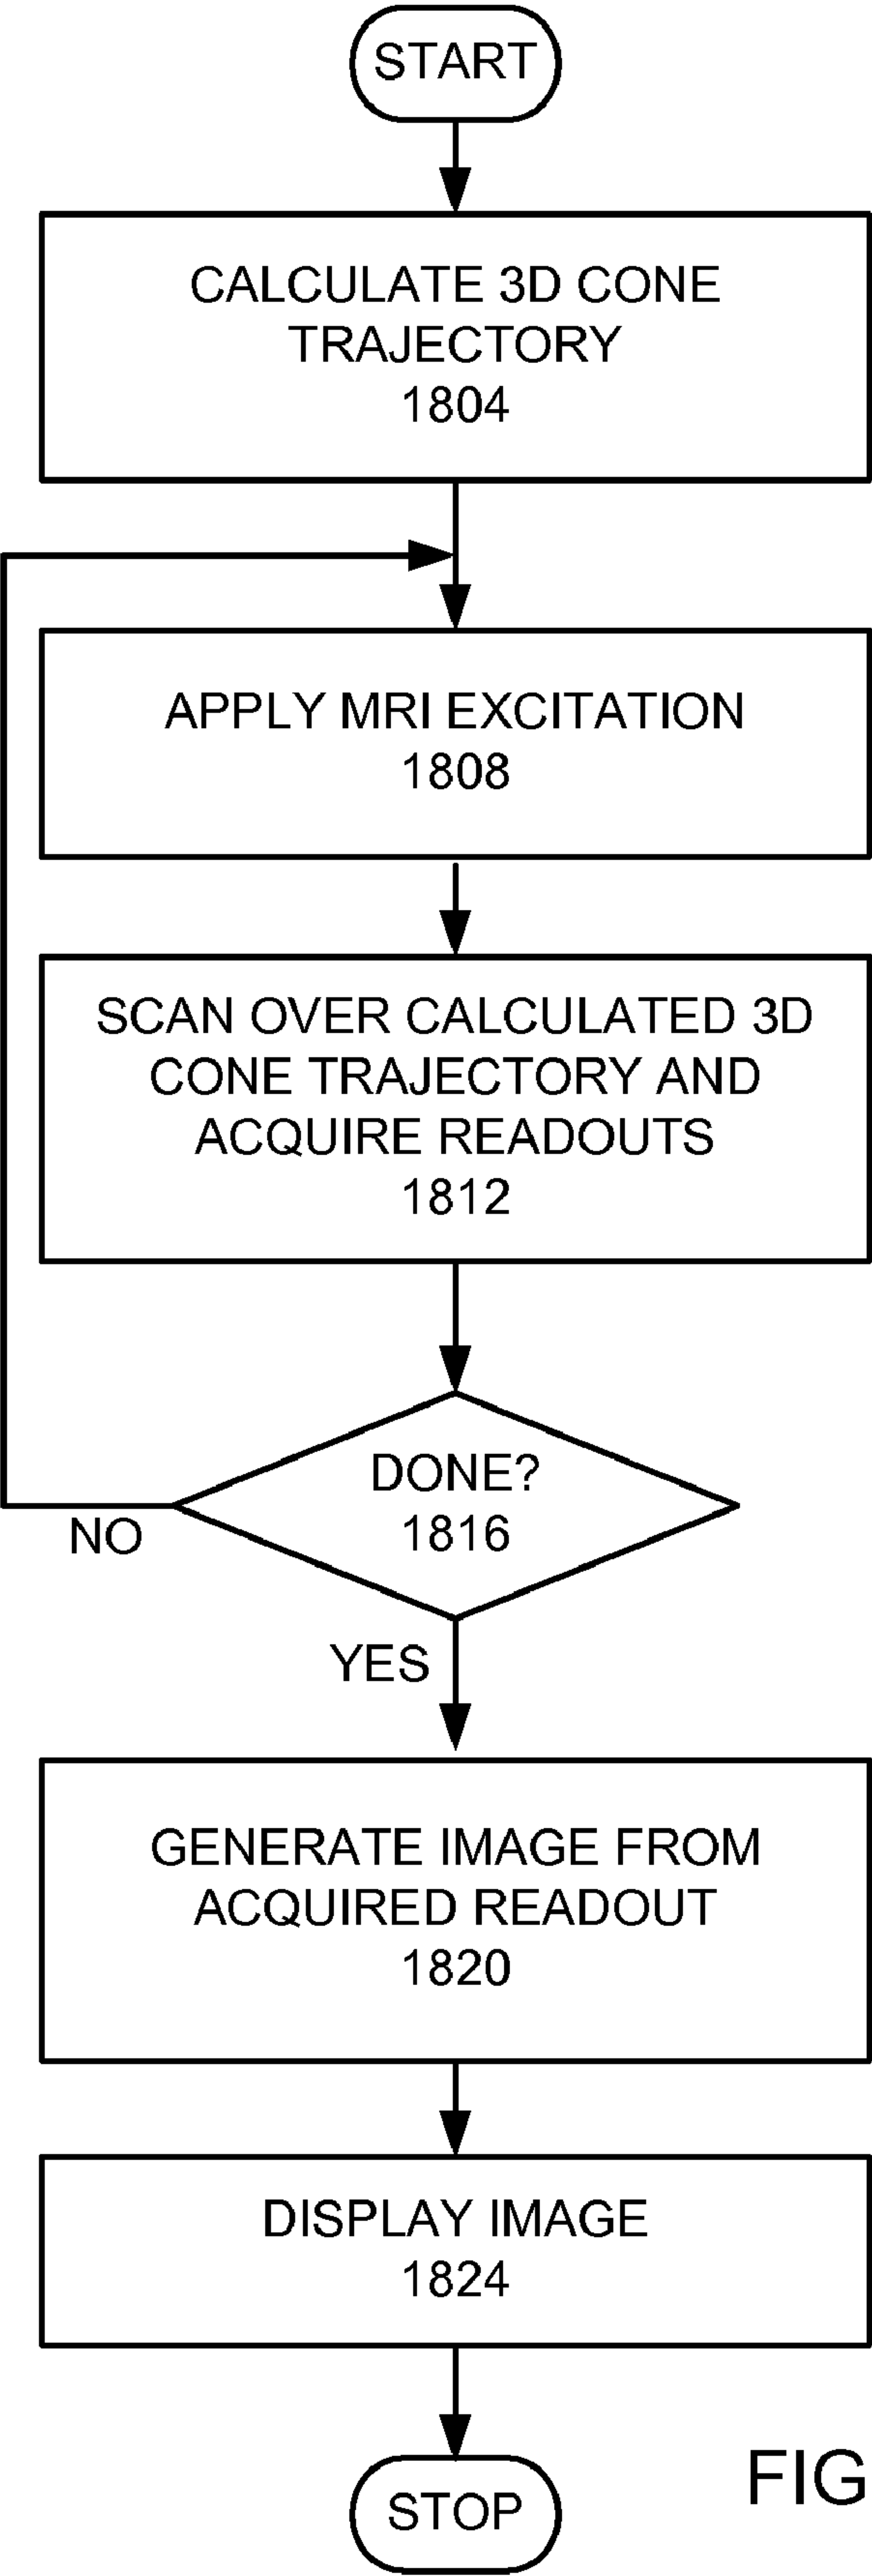 START
CALCULATE 3D CONE
TRAJECTORY
1804
APPLY MRI EXCITATION
1808
SCAN OVER CALCULATED 3D
CONE TRAJECTORY AND
ACQUIRE READOUTS
1812
DONE?
1816
NO
YES
GENERATE IMAGE FROM
ACQUIRED READOUT
1820
DISPLAY IMAGE
1824
STOP
FIG